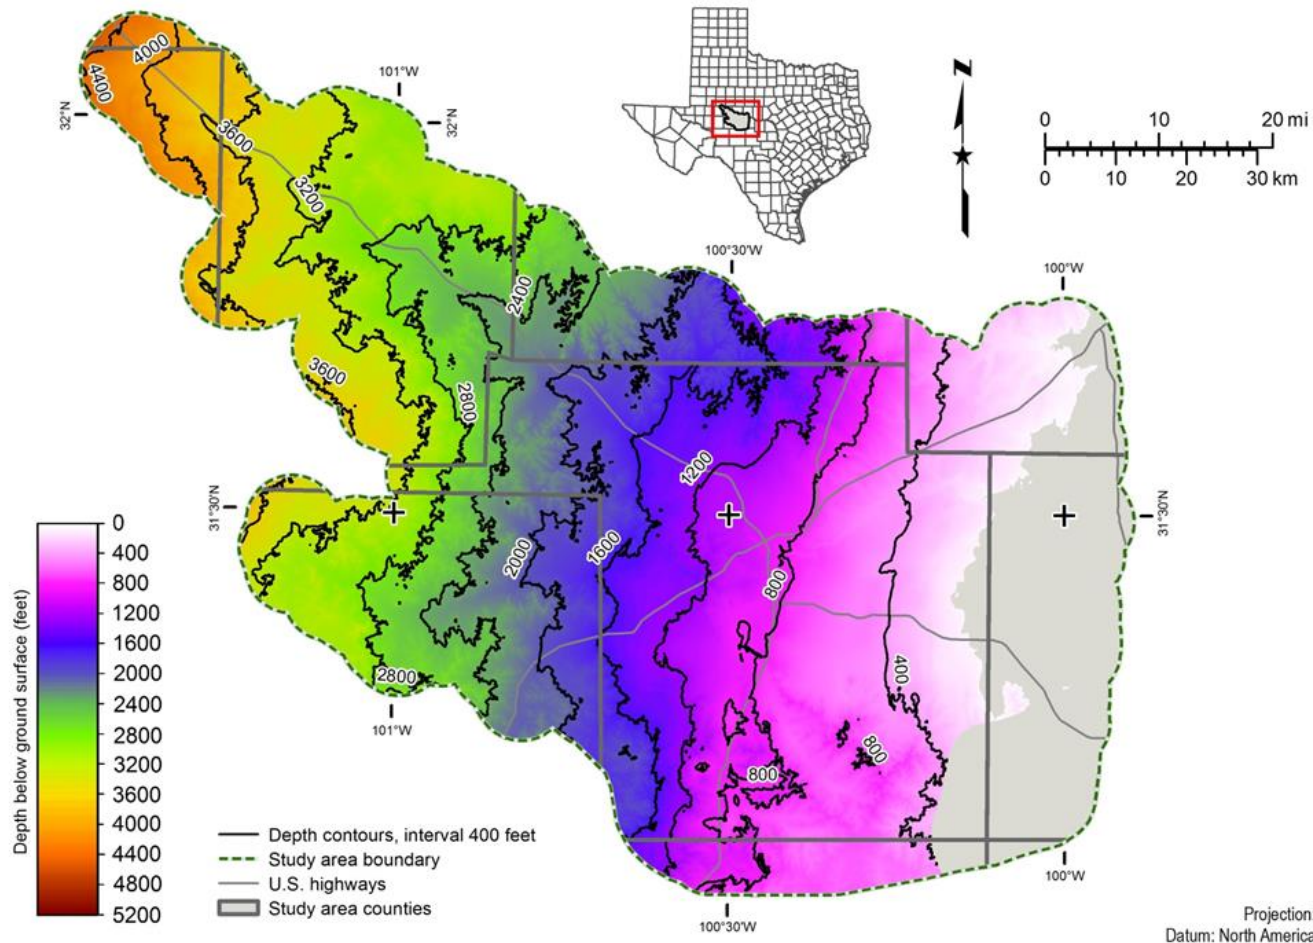 4000
4400
101°W
32°N
32°N
3600
3200
N
0 10 20 mi
0 10 20 30 km
100°30'W
100°W
2400
3600
2800
1200
31°30'N
31°30'N
2000
1600
800
2800
400
101°W
800
800
100°W
100°30'W
Depth below ground surface (feet)
0
400
800
1200
1600
2000
2400
2800
3200
3600
4000
4400
4800
5200
Depth contours, interval 400 feet
Study area boundary
U.S. highways
Study area counties
Projection
Datum: North America